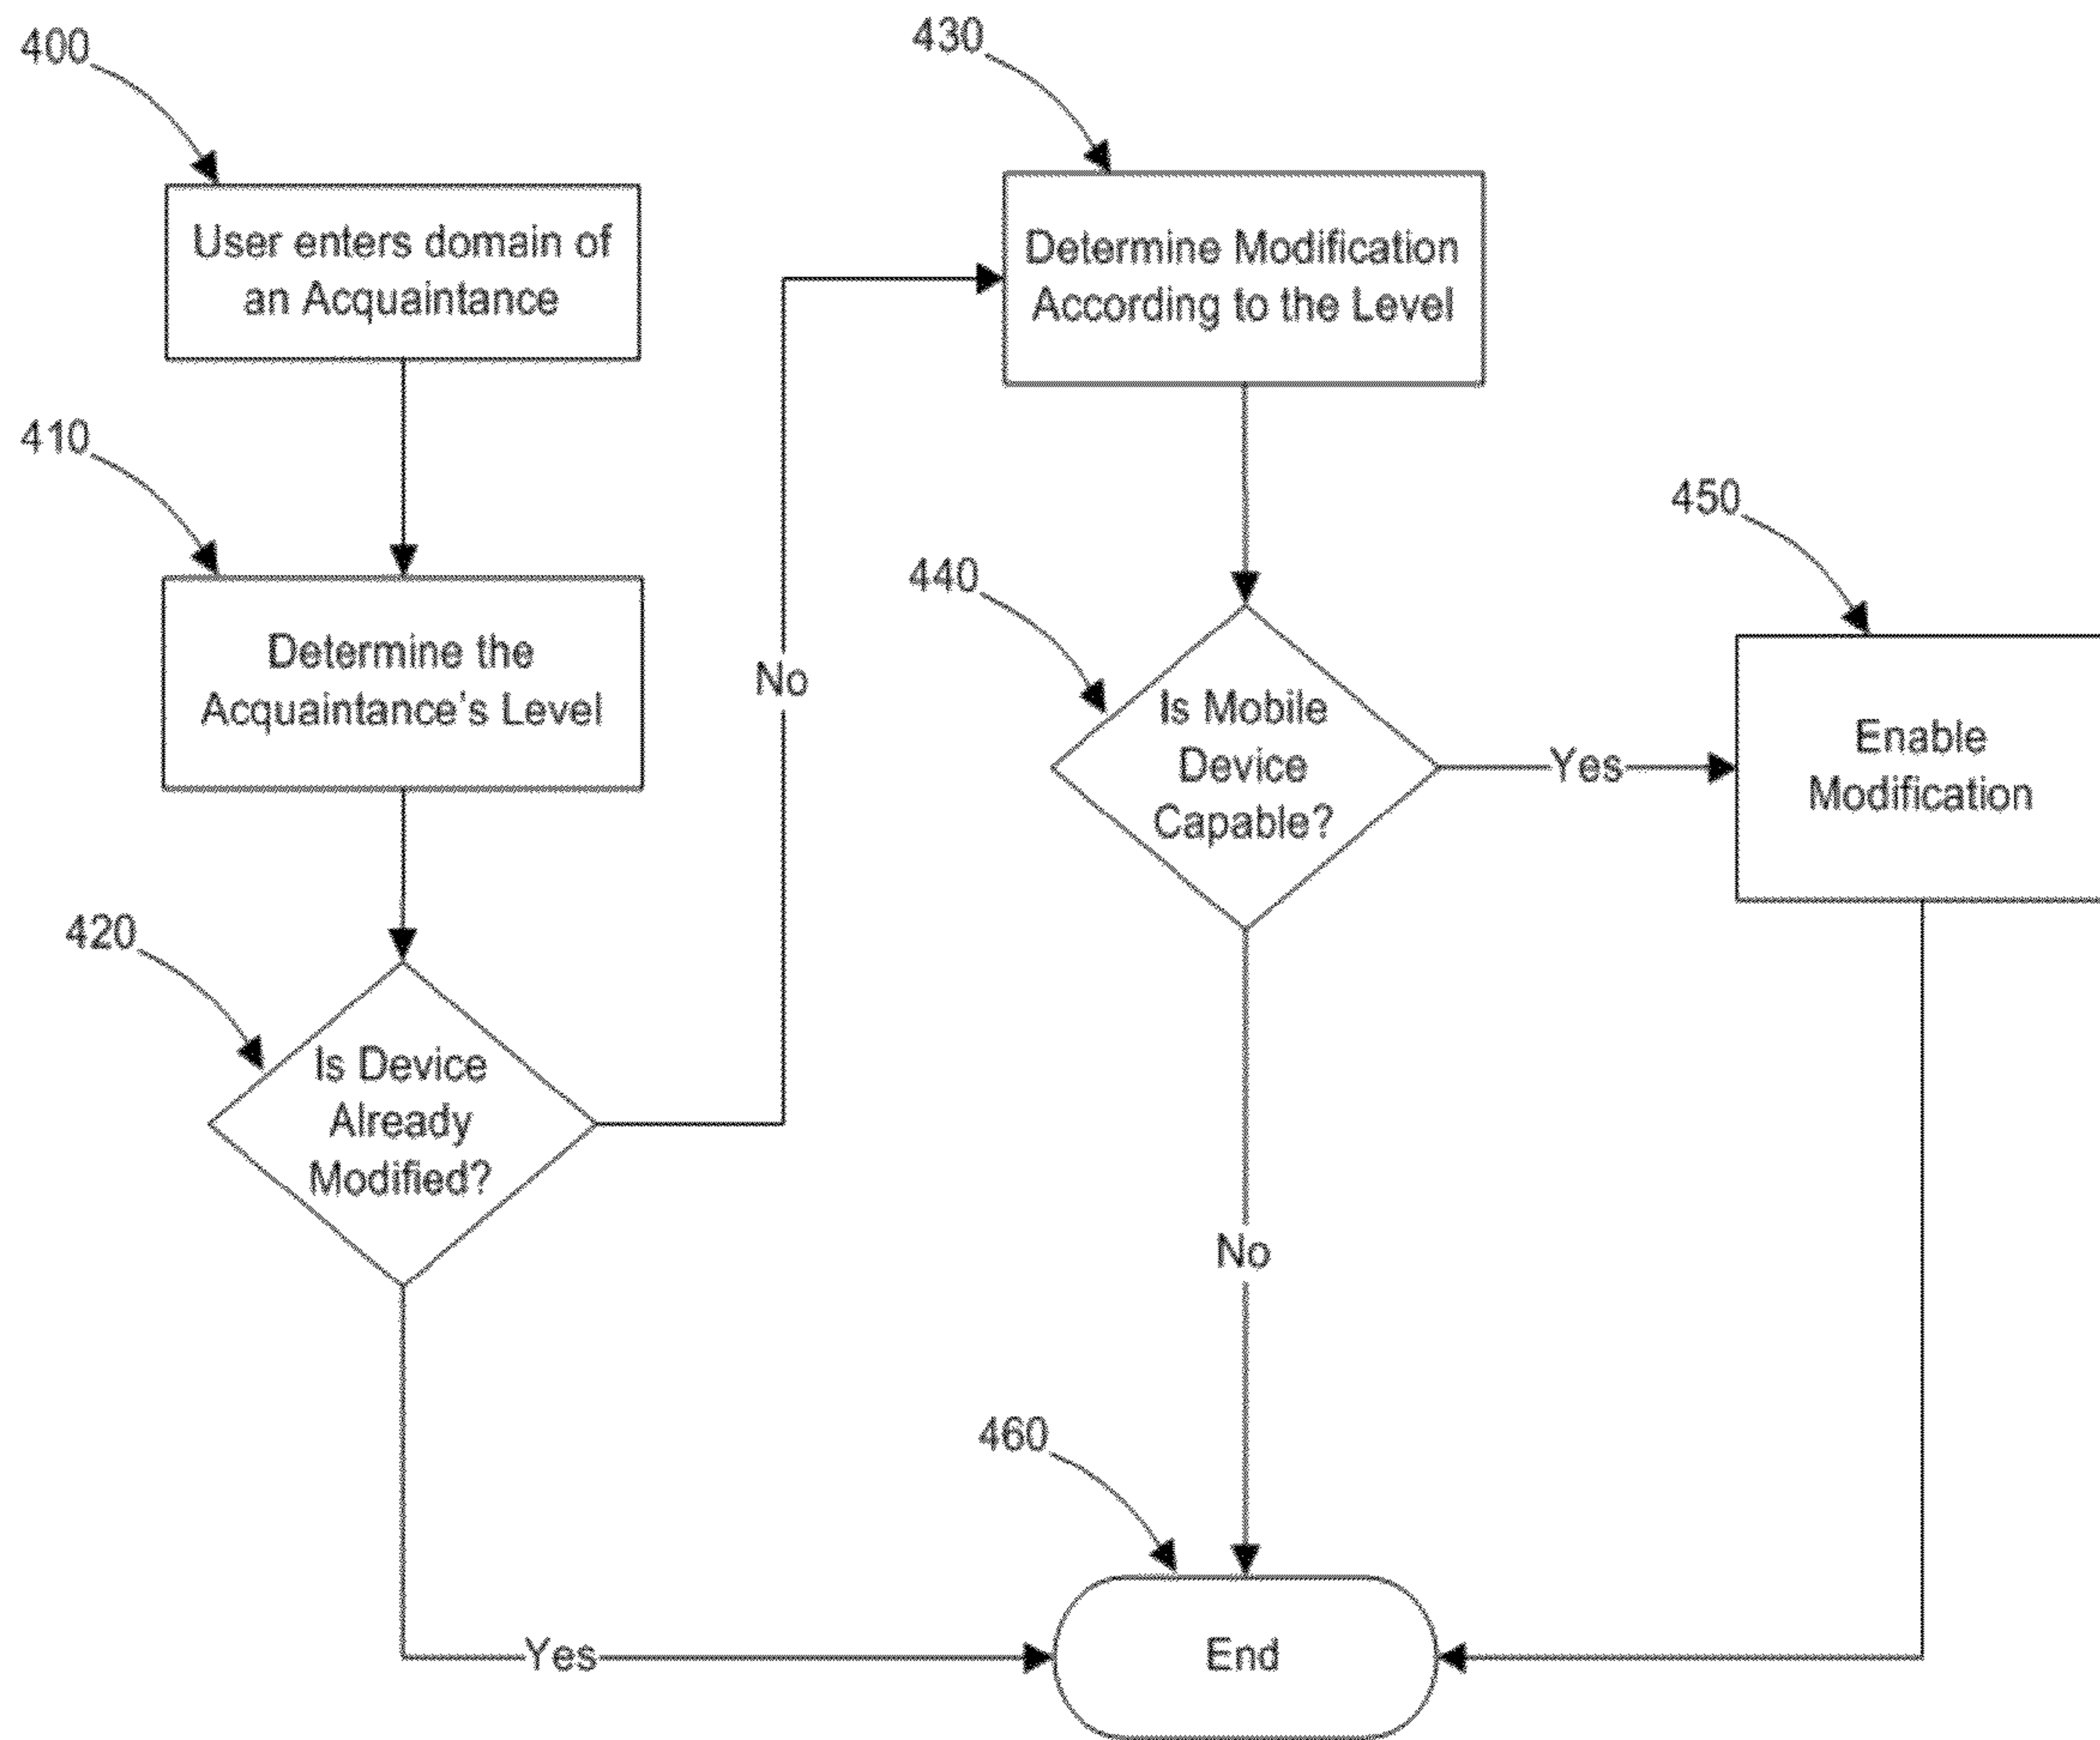 400
User enters domain of
an Acquaintance
410
Determine the
Acquaintance's Level
420
Is Device
Already
Modified?
Yes
No
430
Determine Modification
According to the Level
440
Is Mobile
Device
Capable?
Yes
No
450
Enable
Modification
460
End